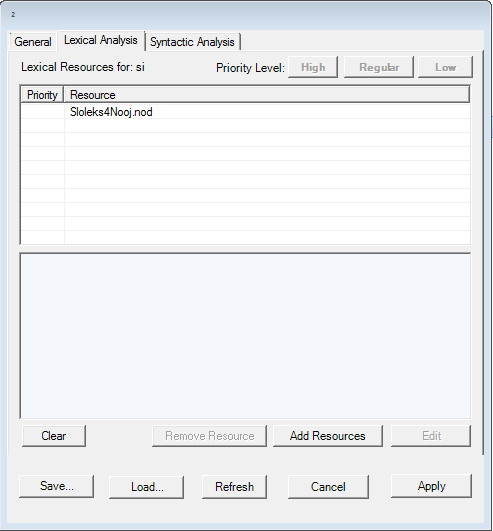 2
General Lexical Analysis Syntactic Analysis
Lexical Resources for: si Priority Level: High Regular Low
Priority Resource
Sloleks4Nooj.nod
Clear Remove Resource Add Resources Edit
Save... Load... Refresh Cancel Apply